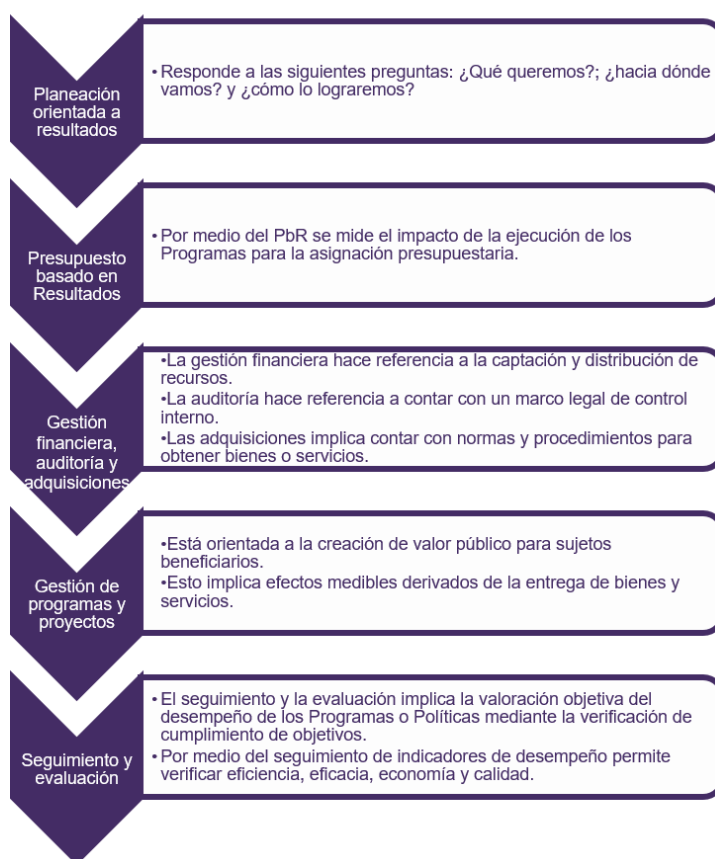 Planeación
orientada a
resultados
• Responde a las siguientes preguntas: ¿Qué queremos?; ¿hacia dónde
vamos? y ¿cómo lo lograremos?
Presupuesto
basado en
Resultados
• Por medio del PbR se mide el impacto de la ejecución de los
Programas para la asignación presupuestaria.
Gestión
financiera,
auditoría y
adquisiciones
•La gestión financiera hace referencia a la captación y distribución de
recursos.
•La auditoría hace referencia a contar con un marco legal de control
interno.
•Las adquisiciones implica contar con normas y procedimientos para
obtener bienes o servicios.
Gestión de
programas y
proyectos
•Está orientada a la creación de valor público para sujetos
beneficiarios.
•Esto implica efectos medibles derivados de la entrega de bienes y
servicios.
Seguimiento y
evaluación
• El seguimiento y la evaluación implica la valoración objetiva del
desempeño de los Programas o Políticas mediante la verificación de
cumplimiento de objetivos.
• Por medio del seguimiento de indicadores de desempeño permite
verificar eficiencia, eficacia, economía y calidad.